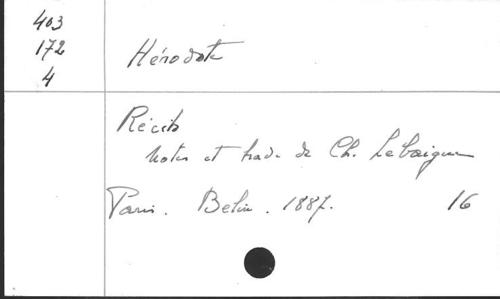 403
172
4
Hérodote
Récits
Notes et trad. de Ch. Lebaigue
Paris. Belin. 1887. 16